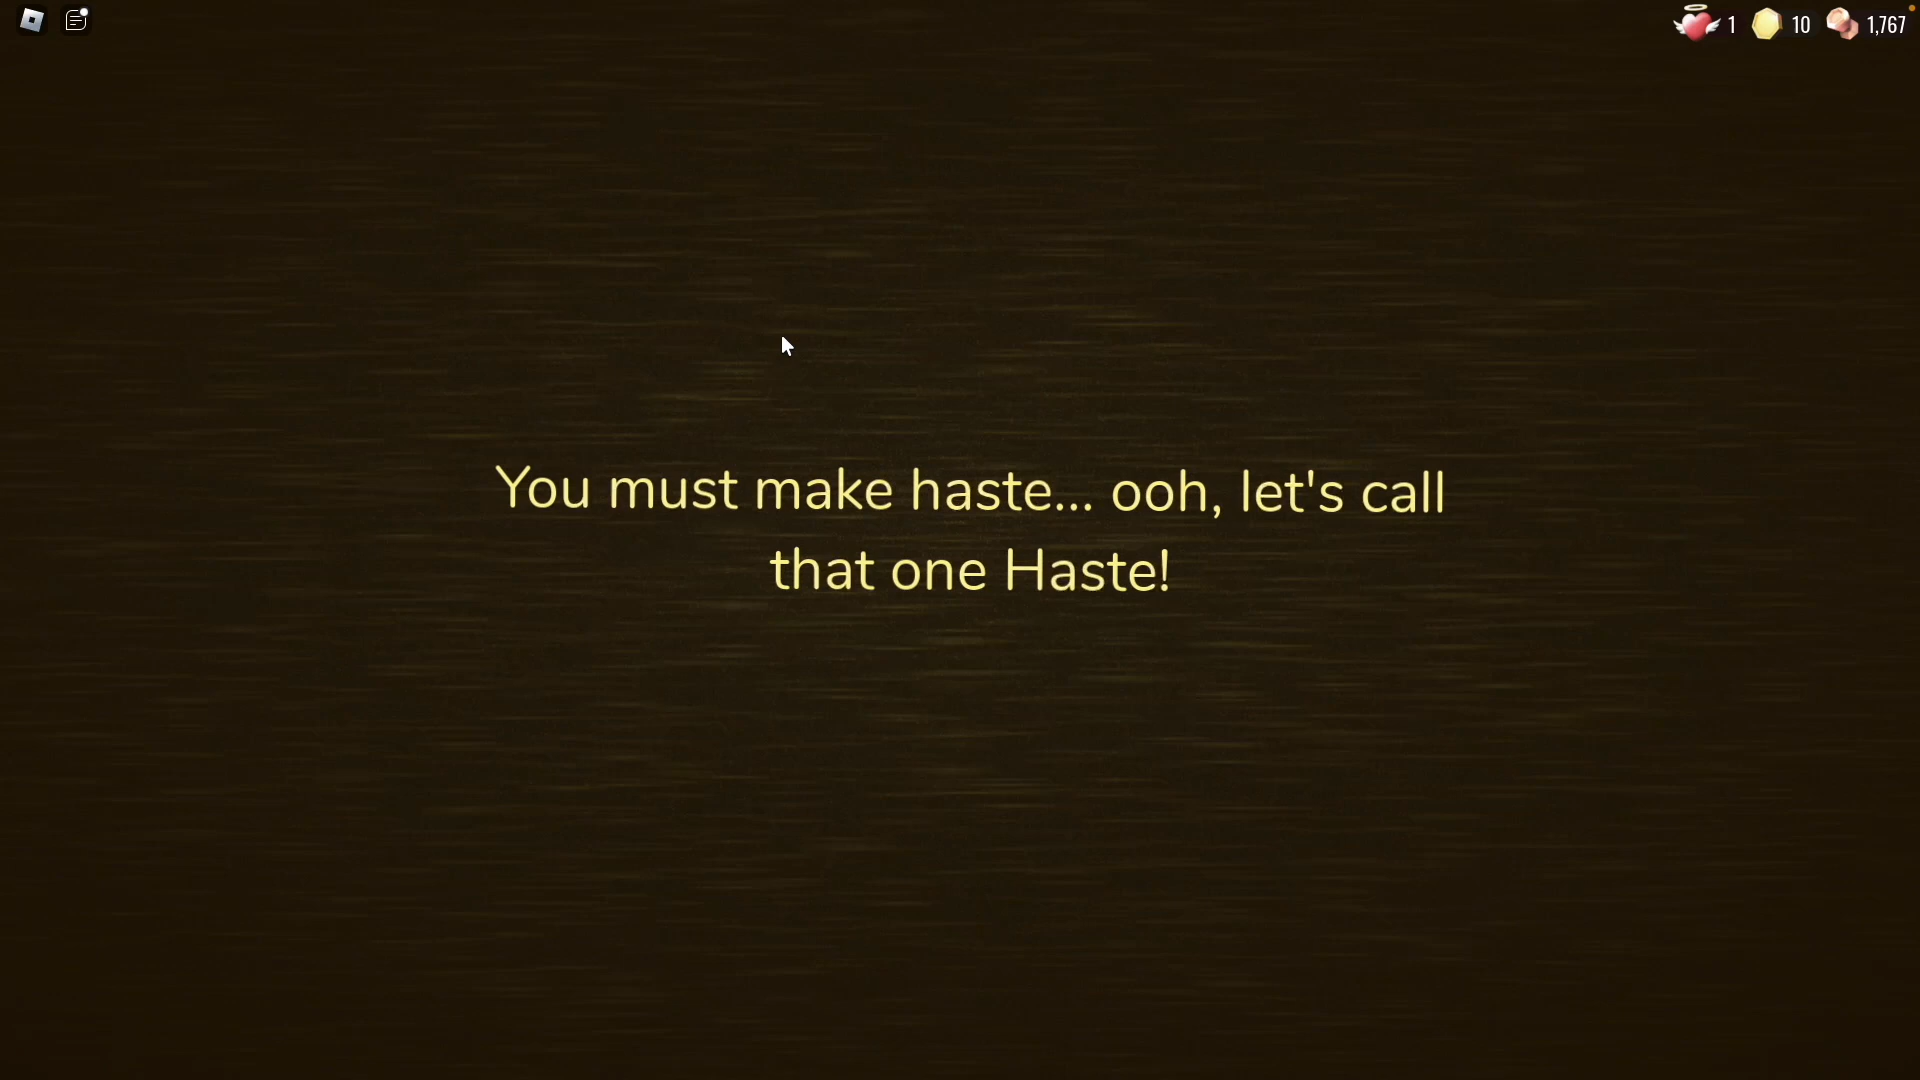 1 10 1,767
You must make haste... ooh, let's call
that one Haste!